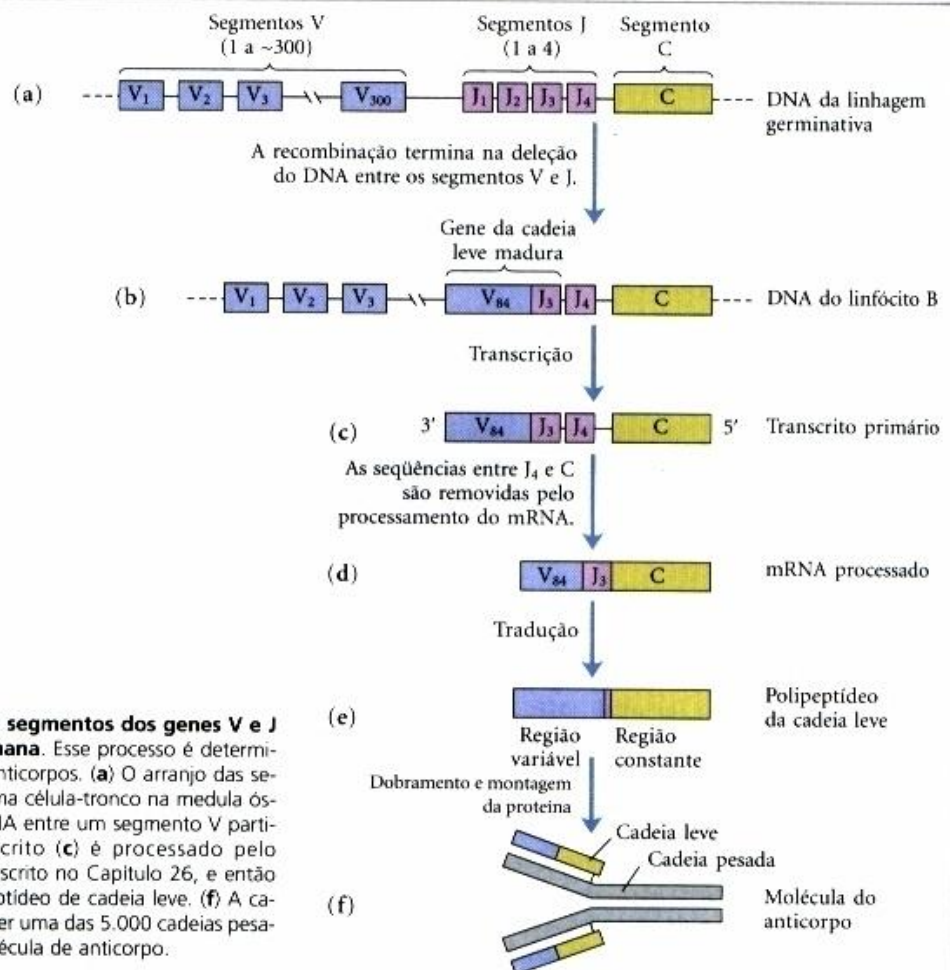 Segmentos V
(1 a ~300)
Segmentos J
(1 a 4)
Segmento
C
(a)
V₁ V₂ V₃ V₃₀₀ J₁ J₂ J₃ J₄ C
DNA da linhagem
germinativa
A recombinação termina na deleção
do DNA entre os segmentos V e J.
Gene da cadeia
leve madura
(b)
V₁ V₂ V₃ V₈₄ J₃ J₄ C
DNA do linfócito B
Transcrição
(c)
3' V₈₄ J₃ J₄ C 5'
Transcrito primário
As seqüências entre J₄ e C
são removidas pelo
processamento do mRNA.
(d)
V₈₄ J₃ C
mRNA processado
Tradução
(e)
Polipeptídeo
da cadeia leve
Região
variável
Região
constante
Dobramento e montagem
da proteína
Cadeia leve
Cadeia pesada
(f)
Molécula do
anticorpo
segmentos dos genes V e J
nana. Esse processo é determi-
nticorpos. (a) O arranjo das se-
ma célula-tronco na medula ós-
NA entre um segmento V parti-
crito (c) é processado pelo
scrito no Capítulo 26, e então
ptídeo de cadeia leve. (f) A ca-
er uma das 5.000 cadeias pesa-
écula de anticorpo.